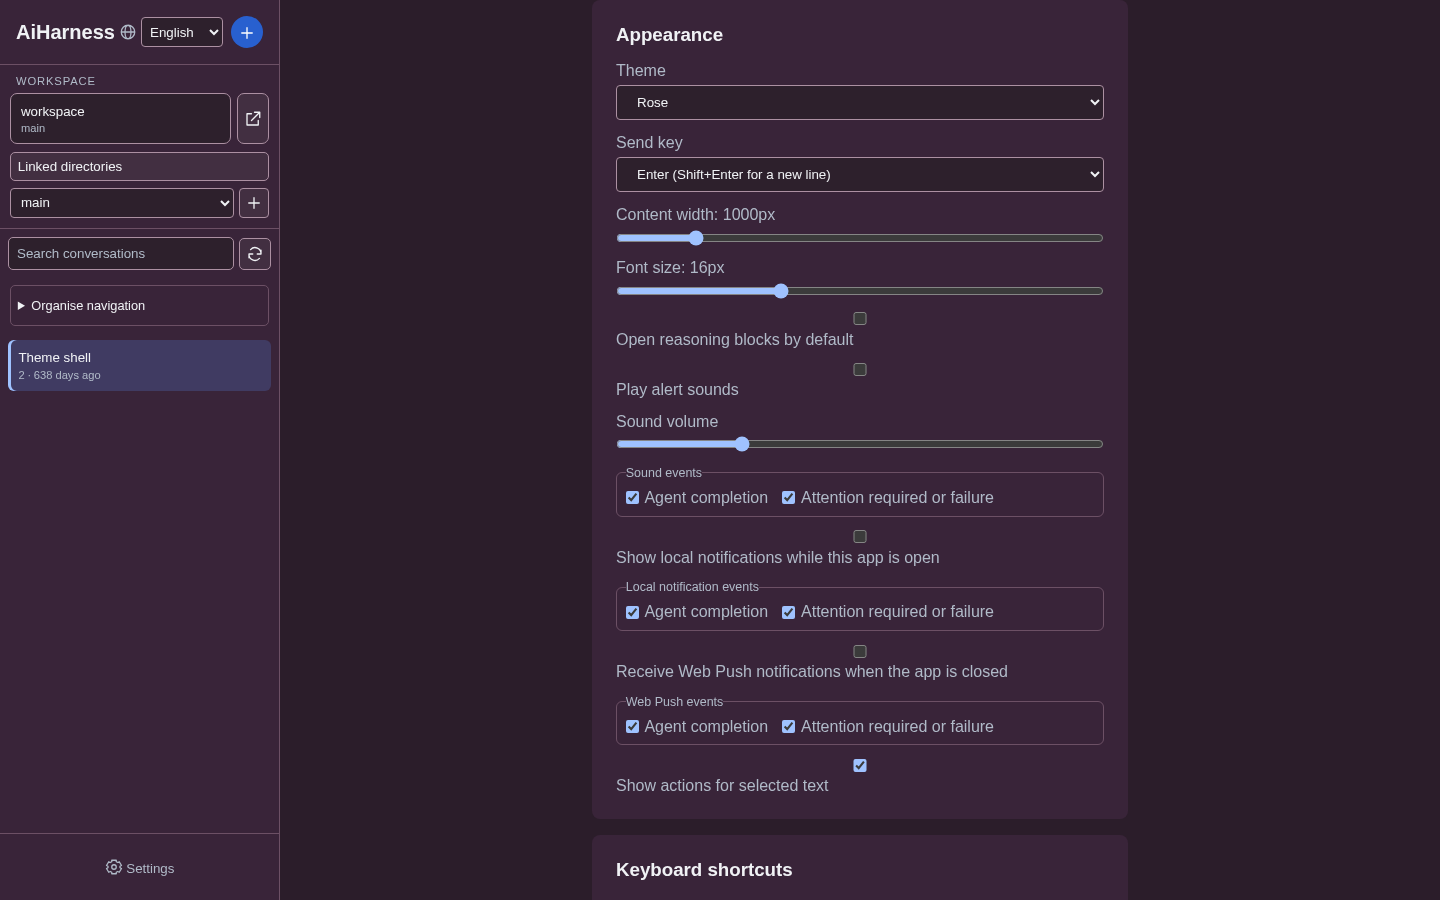 AiHarness
English
WORKSPACE
workspace
main
Linked directories
main
Search conversations
Organise navigation
Theme shell
2 · 638 days ago
Settings
Appearance
Theme
Rose
Send key
Enter (Shift+Enter for a new line)
Content width: 1000px
Font size: 16px
Open reasoning blocks by default
Play alert sounds
Sound volume
Sound events
Agent completion Attention required or failure
Show local notifications while this app is open
Local notification events
Agent completion Attention required or failure
Receive Web Push notifications when the app is closed
Web Push events
Agent completion Attention required or failure
Show actions for selected text
Keyboard shortcuts